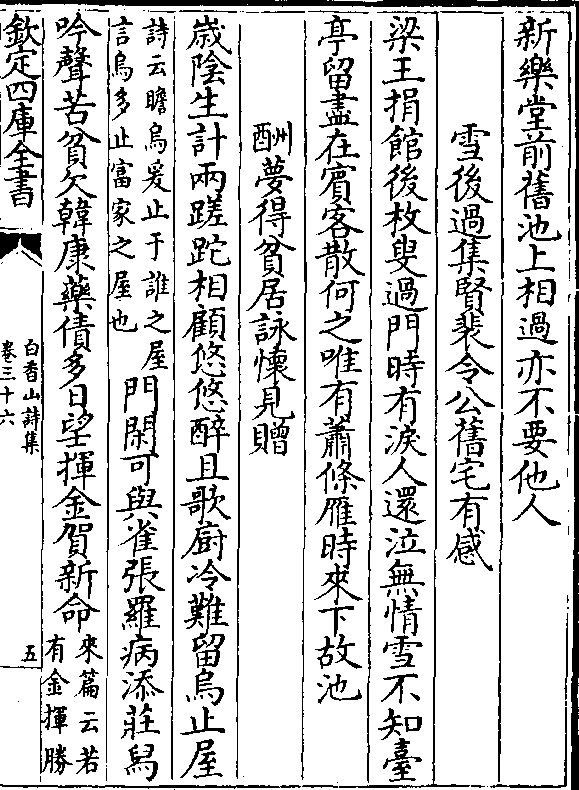 新樂堂前舊池上相過亦不要他人
雪後過集賢裴令公舊宅有感
梁王捐館後枚叟過門時有淚人還泣無情雪不知臺
亭留盡在賓客散何之唯有蕭條雁時來下故池
酬夢得貧居詠懷見贈
歲陰生計兩蹉跎相顧悠悠醉且歌廚冷難留烏止屋
詩云瞻烏爰止于誰之屋
言烏多止富家之屋也
門閑可與雀張羅病添莊舄
吟聲苦貧欠韓康藥債多日望揮金賀新命
來篇云若
有金揮勝
欽定四庫全書
白香山詩集
卷三十六
五